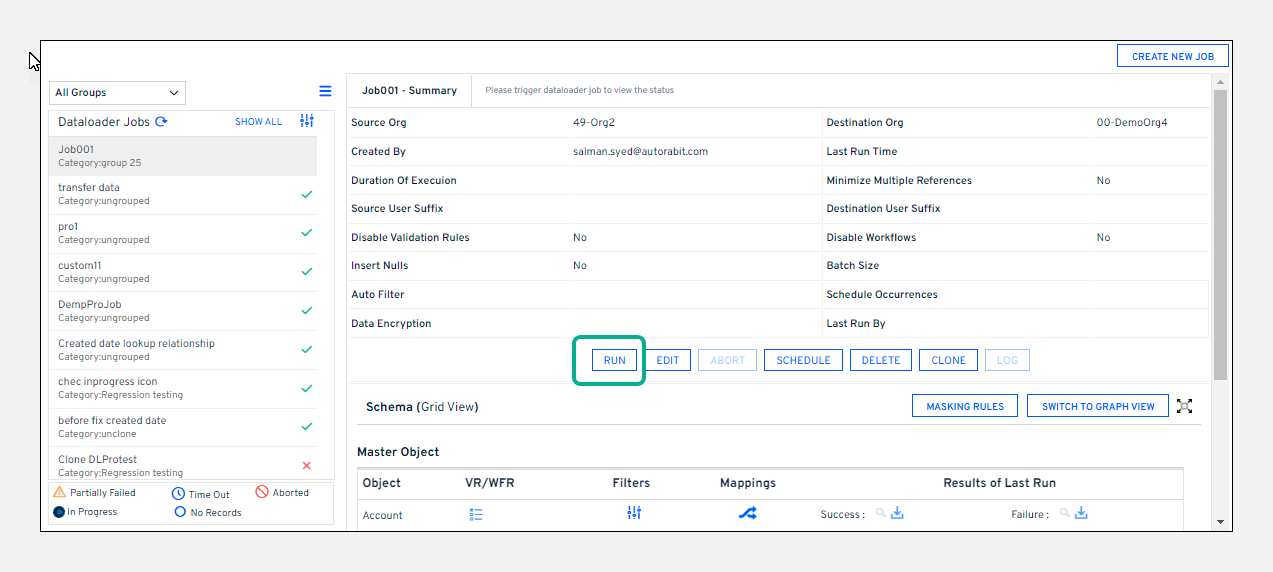 CREATE NEW JOB
All Groups
Dataloader Jobs
SHOW ALL
Job001
Category:group 25
transfer data
Category:ungrouped
pro1
Category:ungrouped
custom11
Category:ungrouped
DempProJob
Category:ungrouped
Created date lookup relationship
Category:ungrouped
chec inprogress icon
Category:Regression testing
before fix created date
Category:unclone
Clone DLProtest
Category:Regression testing
Partially Failed
Time Out
Aborted
In Progress
No Records
Job001 - Summary
Please trigger dataloader job to view the status
Source Org 49-Org2 Destination Org 00-DemoOrg4
Created By salman.syed@autorabit.com Last Run Time
Duration Of Execuion Minimize Multiple References No
Source User Suffix Destination User Suffix
Disable Validation Rules No Disable Workflows No
Insert Nulls No Batch Size
Auto Filter Schedule Occurrences
Data Encryption Last Run By
RUN EDIT ABORT SCHEDULE DELETE CLONE LOG
Schema (Grid View) MASKING RULES SWITCH TO GRAPH VIEW
Master Object
Object VR/WFR Filters Mappings Results of Last Run
Account Success : Failure :